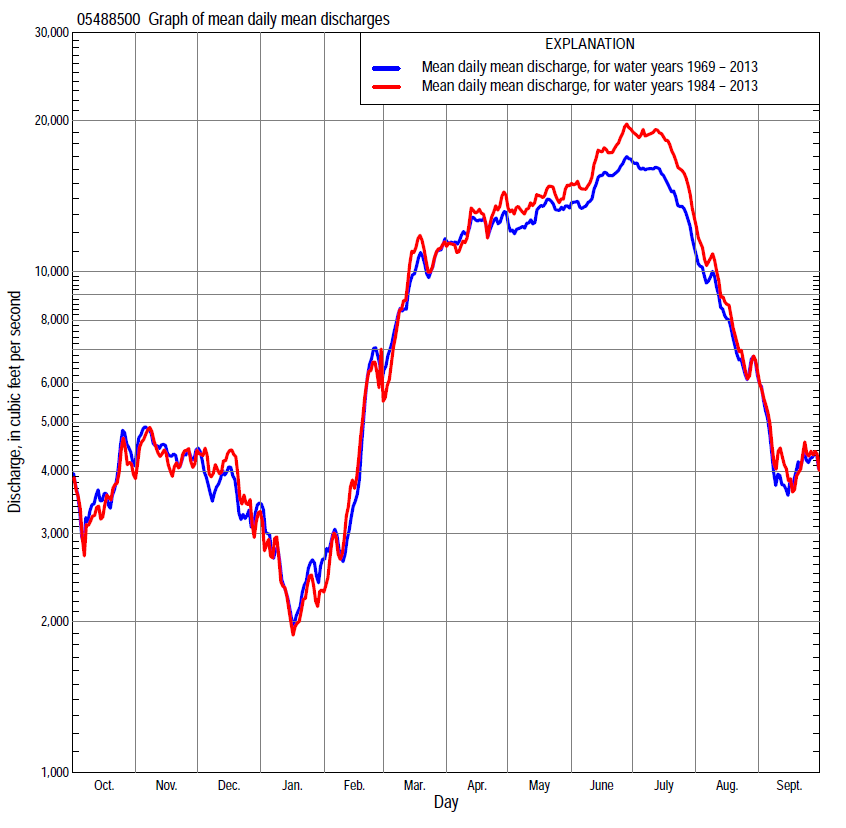 05488500 Graph of mean daily mean discharges
EXPLANATION
Mean daily mean discharge, for water years 1969 – 2013
Mean daily mean discharge, for water years 1984 – 2013
Discharge, in cubic feet per second
30,000
20,000
10,000
8,000
6,000
5,000
4,000
3,000
2,000
1,000
Oct. Nov. Dec. Jan. Feb. Mar. Apr. May June July Aug. Sept.
Day